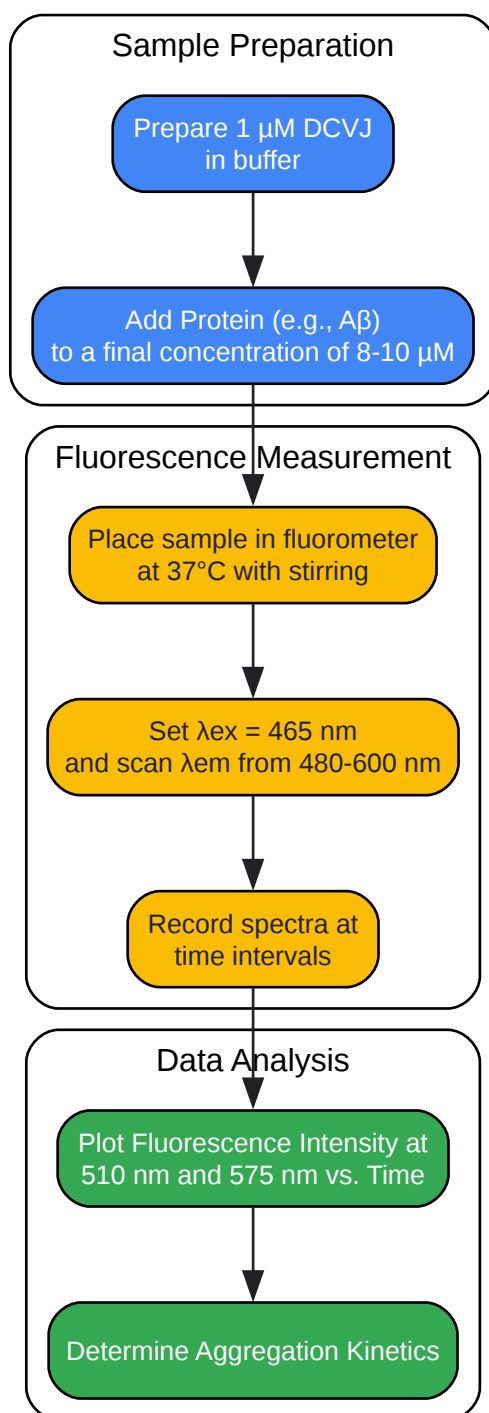 Sample Preparation
Prepare 1 µM DCVJ
in buffer
Add Protein (e.g., Aβ)
to a final concentration of 8-10 µM
Fluorescence Measurement
Place sample in fluorometer
at 37°C with stirring
Set λex = 465 nm
and scan λem from 480-600 nm
Record spectra at
time intervals
Data Analysis
Plot Fluorescence Intensity at
510 nm and 575 nm vs. Time
Determine Aggregation Kinetics